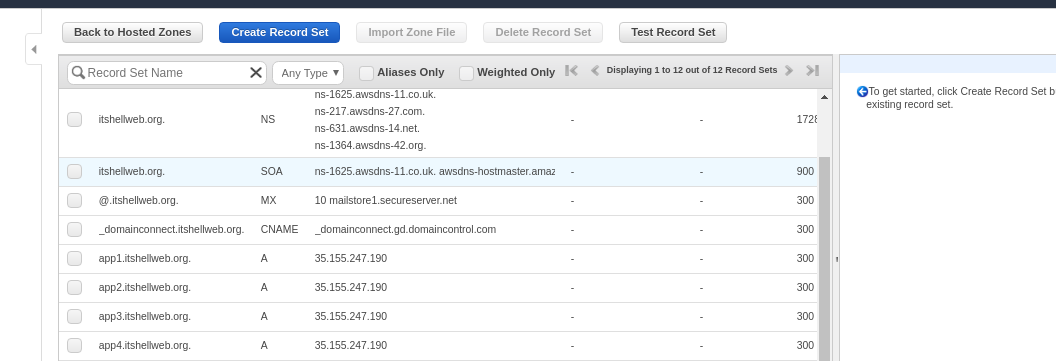 Back to Hosted Zones Create Record Set Import Zone File Delete Record Set Test Record Set
Record Set Name Any Type Aliases Only Weighted Only Displaying 1 to 12 out of 12 Record Sets
To get started, click Create Record Set b
existing record set.
ns-1625.awsdns-11.co.uk.
ns-217.awsdns-27.com.
itshellweb.org. NS - - 1728
ns-631.awsdns-14.net.
ns-1364.awsdns-42.org.
itshellweb.org. SOA ns-1625.awsdns-11.co.uk. awsdns-hostmaster.amaz - - 900
@.itshellweb.org. MX 10 mailstore1.secureserver.net - - 300
_domainconnect.itshellweb.org. CNAME _domainconnect.gd.domaincontrol.com - - 300
app1.itshellweb.org. A 35.155.247.190 - - 300
app2.itshellweb.org. A 35.155.247.190 - - 300
app3.itshellweb.org. A 35.155.247.190 - - 300
app4.itshellweb.org. A 35.155.247.190 - - 300